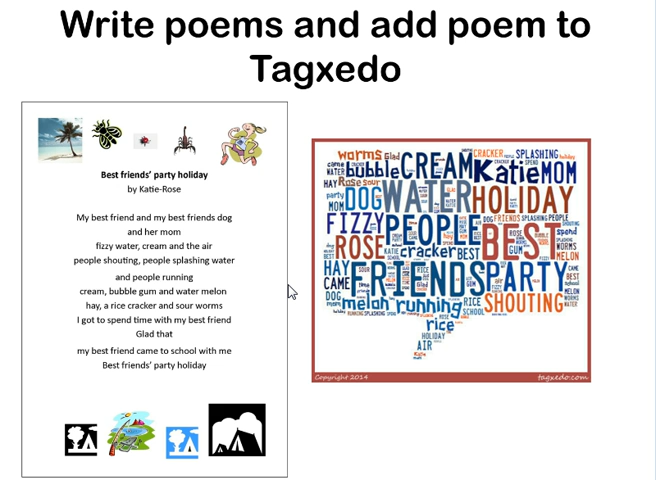 Write poems and add poem to
Tagxedo
Best friends' party holiday
by Katie-Rose
My best friend and my best friends dog
and her mom
fizzy water, cream and the air
people shouting, people splashing water
and people running
cream, bubble gum and water melon
hay, a rice cracker and sour worms
I got to spend time with my best friend
Glad that
my best friend came to school with me
Best friends' party holiday
worms Glad CRACKER SPLASHING
came bubble CREAM Katie MOM
WATER
HAY Rose sour
party DOG WATER HOLIDAY
MOM
FIZZY PEOPLE DOG FRIENDS SPLASHING PEOPLE
ROSE BEST spend
cracker BEST GUM MELON
HAY FRIENDS PARTY
CAME
DOG melon running RICE SHOUTING
SCHOOL
rice
HOLIDAY
AIR
Katie
Copyright 2014 tagxedo.com